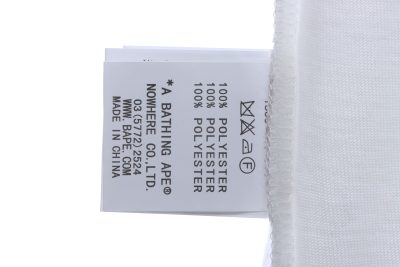 100% POLYESTER
100% POLYESTER
100% POLYESTER
*A BATHING APE®
NOWHERE CO.,LTD.
03(5772)2524
WWW.BAPE.COM
MADE IN CHINA